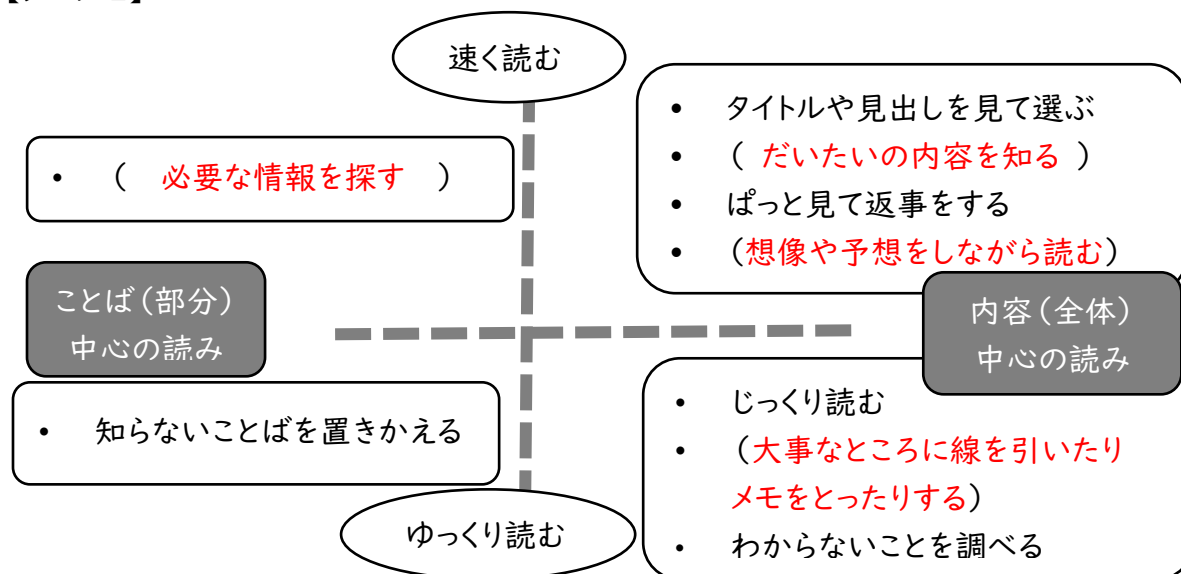 速く読む
• タイトルや見出しを見て選ぶ
• ( だいたいの内容を知る )
• ぱっと見て返事をする
• (想像や予想をしながら読む)
• ( 必要な情報を探す )
ことば(部分)
中心の読み
内容(全体)
中心の読み
• 知らないことばを置きかえる
• じっくり読む
• (大事なところに線を引いたり
メモをとったりする)
• わからないことを調べる
ゆっくり読む